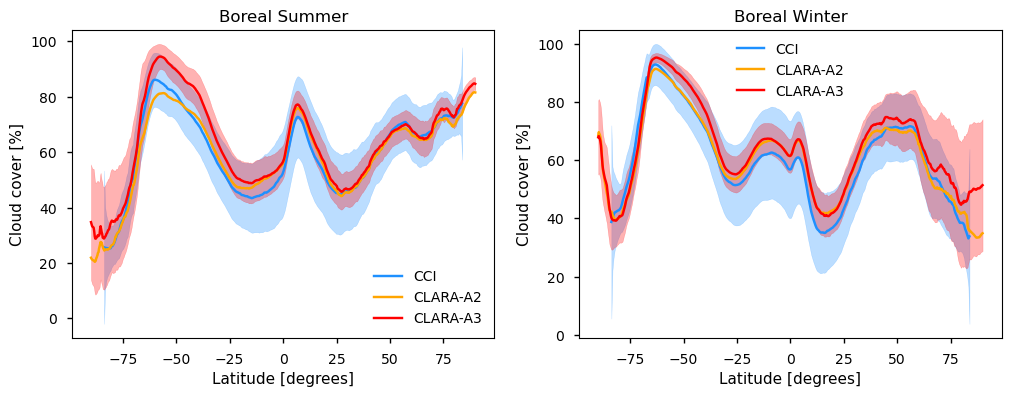 Boreal Summer
Cloud cover [%]
100
80
60
40
20
0
−75
−50
−25
0
25
50
75
Latitude [degrees]
CCI
CLARA-A2
CLARA-A3
Boreal Winter
Cloud cover [%]
100
80
60
40
20
0
−75
−50
−25
0
25
50
75
Latitude [degrees]
CCI
CLARA-A2
CLARA-A3